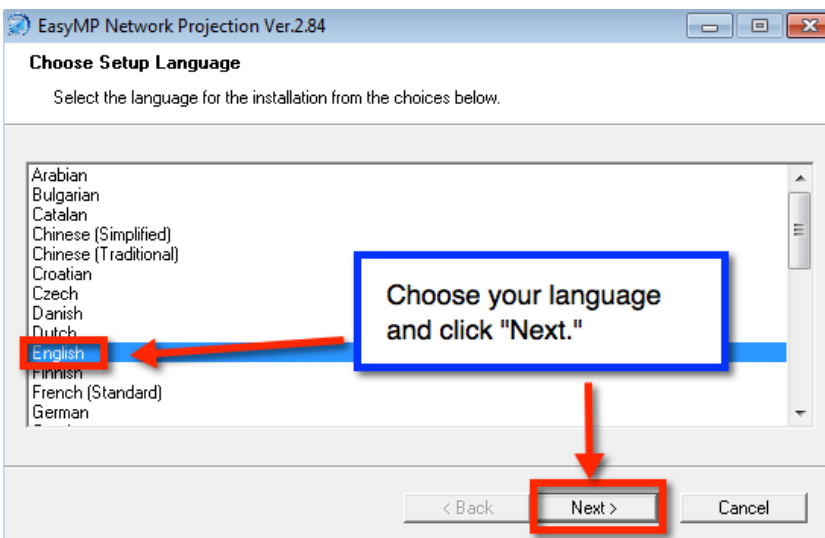 EasyMP Network Projection Ver.2.84
Choose Setup Language
Select the language for the installation from the choices below.
Arabian
Bulgarian
Catalan
Chinese (Simplified)
Chinese (Traditional)
Croatian
Czech
Danish
Dutch
English
Finnish
French (Standard)
German
Choose your language
and click "Next."
< Back
Next >
Cancel